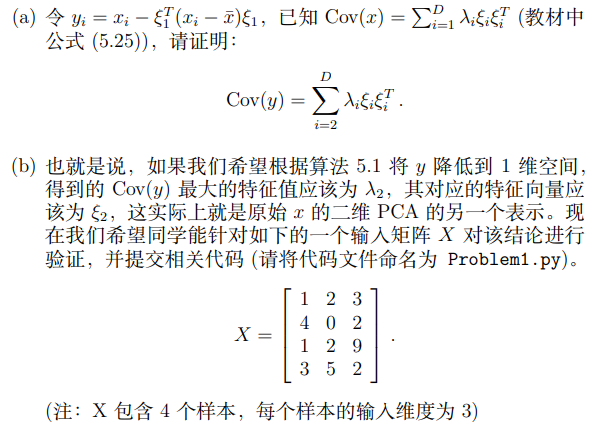 (a) 令 $y_i = x_i - \xi_1^T(x_i - \bar{x})\xi_1$，已知 $\mathrm{Cov}(x) = \sum_{i=1}^{D} \lambda_i \xi_i \xi_i^T$ (教材中
公式 (5.25))，请证明：
$\mathrm{Cov}(y) = \sum_{i=2}^{D} \lambda_i \xi_i \xi_i^T .$
(b) 也就是说，如果我们希望根据算法 5.1 将 $y$ 降低到 1 维空间，
得到的 $\mathrm{Cov}(y)$ 最大的特征值应该为 $\lambda_2$，其对应的特征向量应
该为 $\xi_2$，这实际上就是原始 $x$ 的二维 PCA 的另一个表示。现
在我们希望同学能针对如下的一个输入矩阵 $X$ 对该结论进行
验证，并提交相关代码 (请将代码文件命名为 Problem1.py)。
$X = \begin{bmatrix} 1 & 2 & 3 \\ 4 & 0 & 2 \\ 1 & 2 & 9 \\ 3 & 5 & 2 \end{bmatrix} .$
(注：X 包含 4 个样本，每个样本的输入维度为 3)